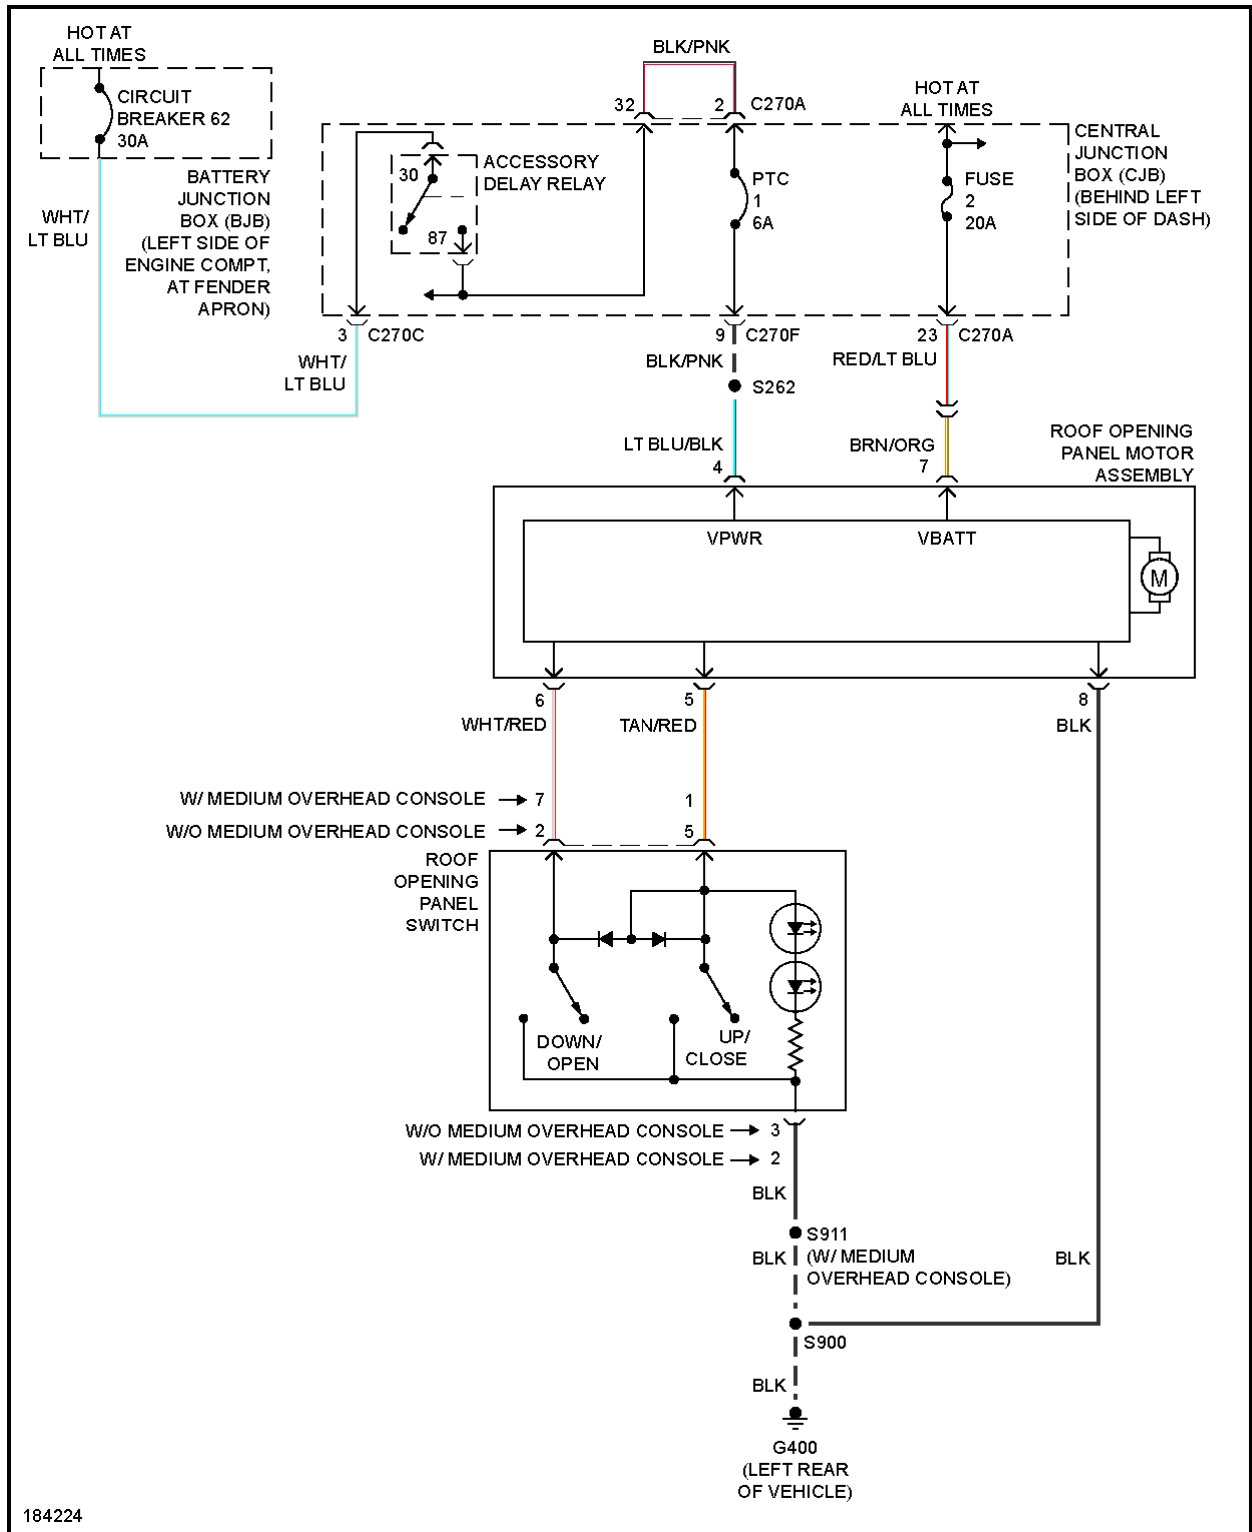 HOT AT
ALL TIMES
CIRCUIT
BREAKER 62
30A
BATTERY
JUNCTION
BOX (BJB)
(LEFT SIDE OF
ENGINE COMPT,
AT FENDER
APRON)
WHT/
LT BLU
BLK/PNK
32
2
C270A
HOT AT
ALL TIMES
CENTRAL
JUNCTION
BOX (CJB)
(BEHIND LEFT
SIDE OF DASH)
30
ACCESSORY
DELAY RELAY
87
PTC
1
6A
FUSE
2
20A
3
C270C
9
C270F
23
C270A
WHT/
LT BLU
BLK/PNK
S262
RED/LT BLU
LT BLU/BLK
4
BRN/ORG
7
ROOF OPENING
PANEL MOTOR
ASSEMBLY
VPWR
VBATT
M
6
5
8
WHT/RED
TAN/RED
BLK
W/ MEDIUM OVERHEAD CONSOLE
7
1
W/O MEDIUM OVERHEAD CONSOLE
2
5
ROOF
OPENING
PANEL
SWITCH
DOWN/
OPEN
UP/
CLOSE
W/O MEDIUM OVERHEAD CONSOLE
3
W/ MEDIUM OVERHEAD CONSOLE
2
BLK
S911
(W/ MEDIUM
OVERHEAD CONSOLE)
BLK
BLK
S900
BLK
G400
(LEFT REAR
OF VEHICLE)
184224